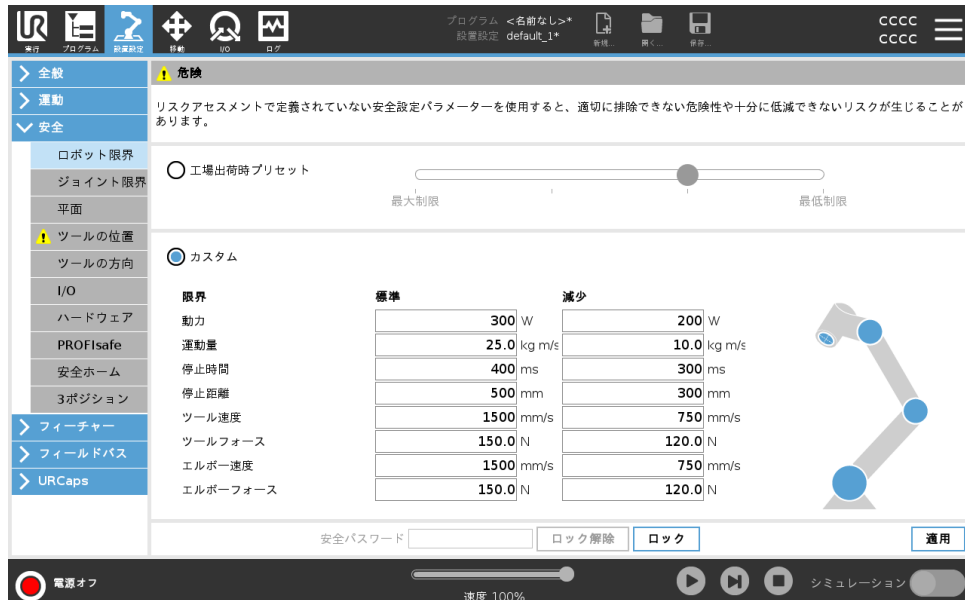 プログラム <名前なし>*
設置設定 default_1*
CCCC
CCCC
実行 プログラム 設置設定 移動 I/O ログ 新規... 開く... 保存...
全般
運動
安全
ロボット限界
ジョイント限界
平面
ツールの位置
ツールの方向
I/O
ハードウェア
PROFIsafe
安全ホーム
3ポジション
フィーチャー
フィールドバス
URCaps
危険
リスクアセスメントで定義されていない安全設定パラメーターを使用すると、適切に排除できない危険性や十分に低減できないリスクが生じることが
あります。
工場出荷時プリセット
最大制限 最低制限
カスタム
限界 標準 減少
動力 300 W 200 W
運動量 25.0 kg m/s 10.0 kg m/s
停止時間 400 ms 300 ms
停止距離 500 mm 300 mm
ツール速度 1500 mm/s 750 mm/s
ツールフォース 150.0 N 120.0 N
エルボー速度 1500 mm/s 750 mm/s
エルボーフォース 150.0 N 120.0 N
安全パスワード ロック解除 ロック 適用
電源オフ
速度 100%
シミュレーション